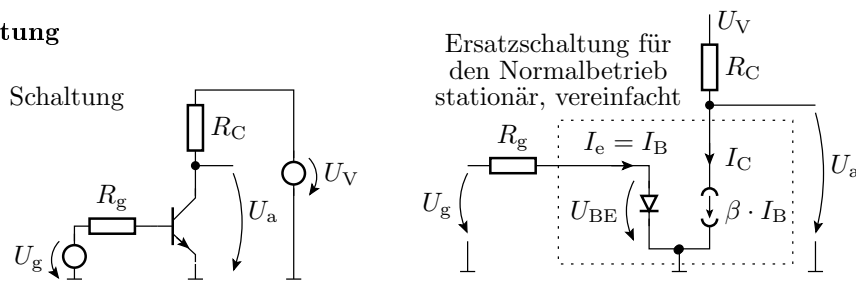 tung
Schaltung
R_C
R_g
U_g
U_a
U_V
Ersatzschaltung für
den Normalbetrieb
stationär, vereinfacht
U_V
R_C
R_g
I_e = I_B
I_C
U_g
U_BE
β · I_B
U_a